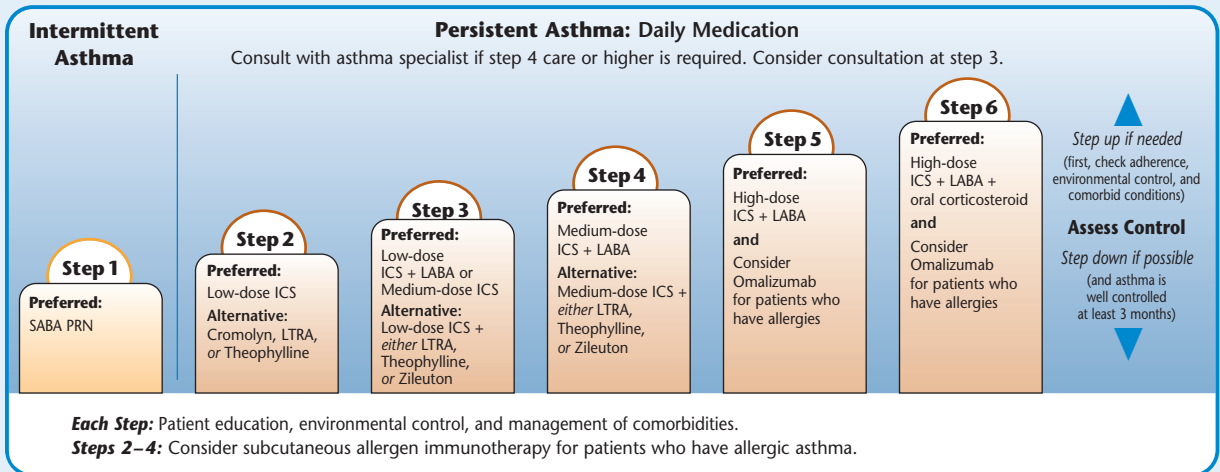 Intermittent
Asthma
Persistent Asthma: Daily Medication
Consult with asthma specialist if step 4 care or higher is required. Consider consultation at step 3.
Step 1
Preferred:
SABA PRN
Step 2
Preferred:
Low-dose ICS
Alternative:
Cromolyn, LTRA,
or Theophylline
Step 3
Preferred:
Low-dose
ICS + LABA or
Medium-dose ICS
Alternative:
Low-dose ICS +
either LTRA,
Theophylline,
or Zileuton
Step 4
Preferred:
Medium-dose
ICS + LABA
Alternative:
Medium-dose ICS +
either LTRA,
Theophylline,
or Zileuton
Step 5
Preferred:
High-dose
ICS + LABA
and
Consider
Omalizumab
for patients who
have allergies
Step 6
Preferred:
High-dose
ICS + LABA +
oral corticosteroid
and
Consider
Omalizumab
for patients who
have allergies
Step up if needed
(first, check adherence,
environmental control, and
comorbid conditions)
Assess Control
Step down if possible
(and asthma is
well controlled
at least 3 months)
Each Step: Patient education, environmental control, and management of comorbidities.
Steps 2–4: Consider subcutaneous allergen immunotherapy for patients who have allergic asthma.